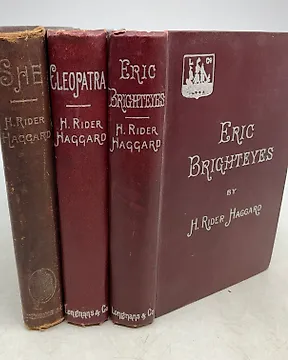 SHE
H. RIDER
HAGGARD
CLEOPATRA
H. RIDER
HAGGARD
Longmans & Co
ERIC
BRIGHTEYES
H. RIDER
HAGGARD
Longmans & Co
ERIC
BRIGHTEYES
BY
H. RIDER HAGGARD